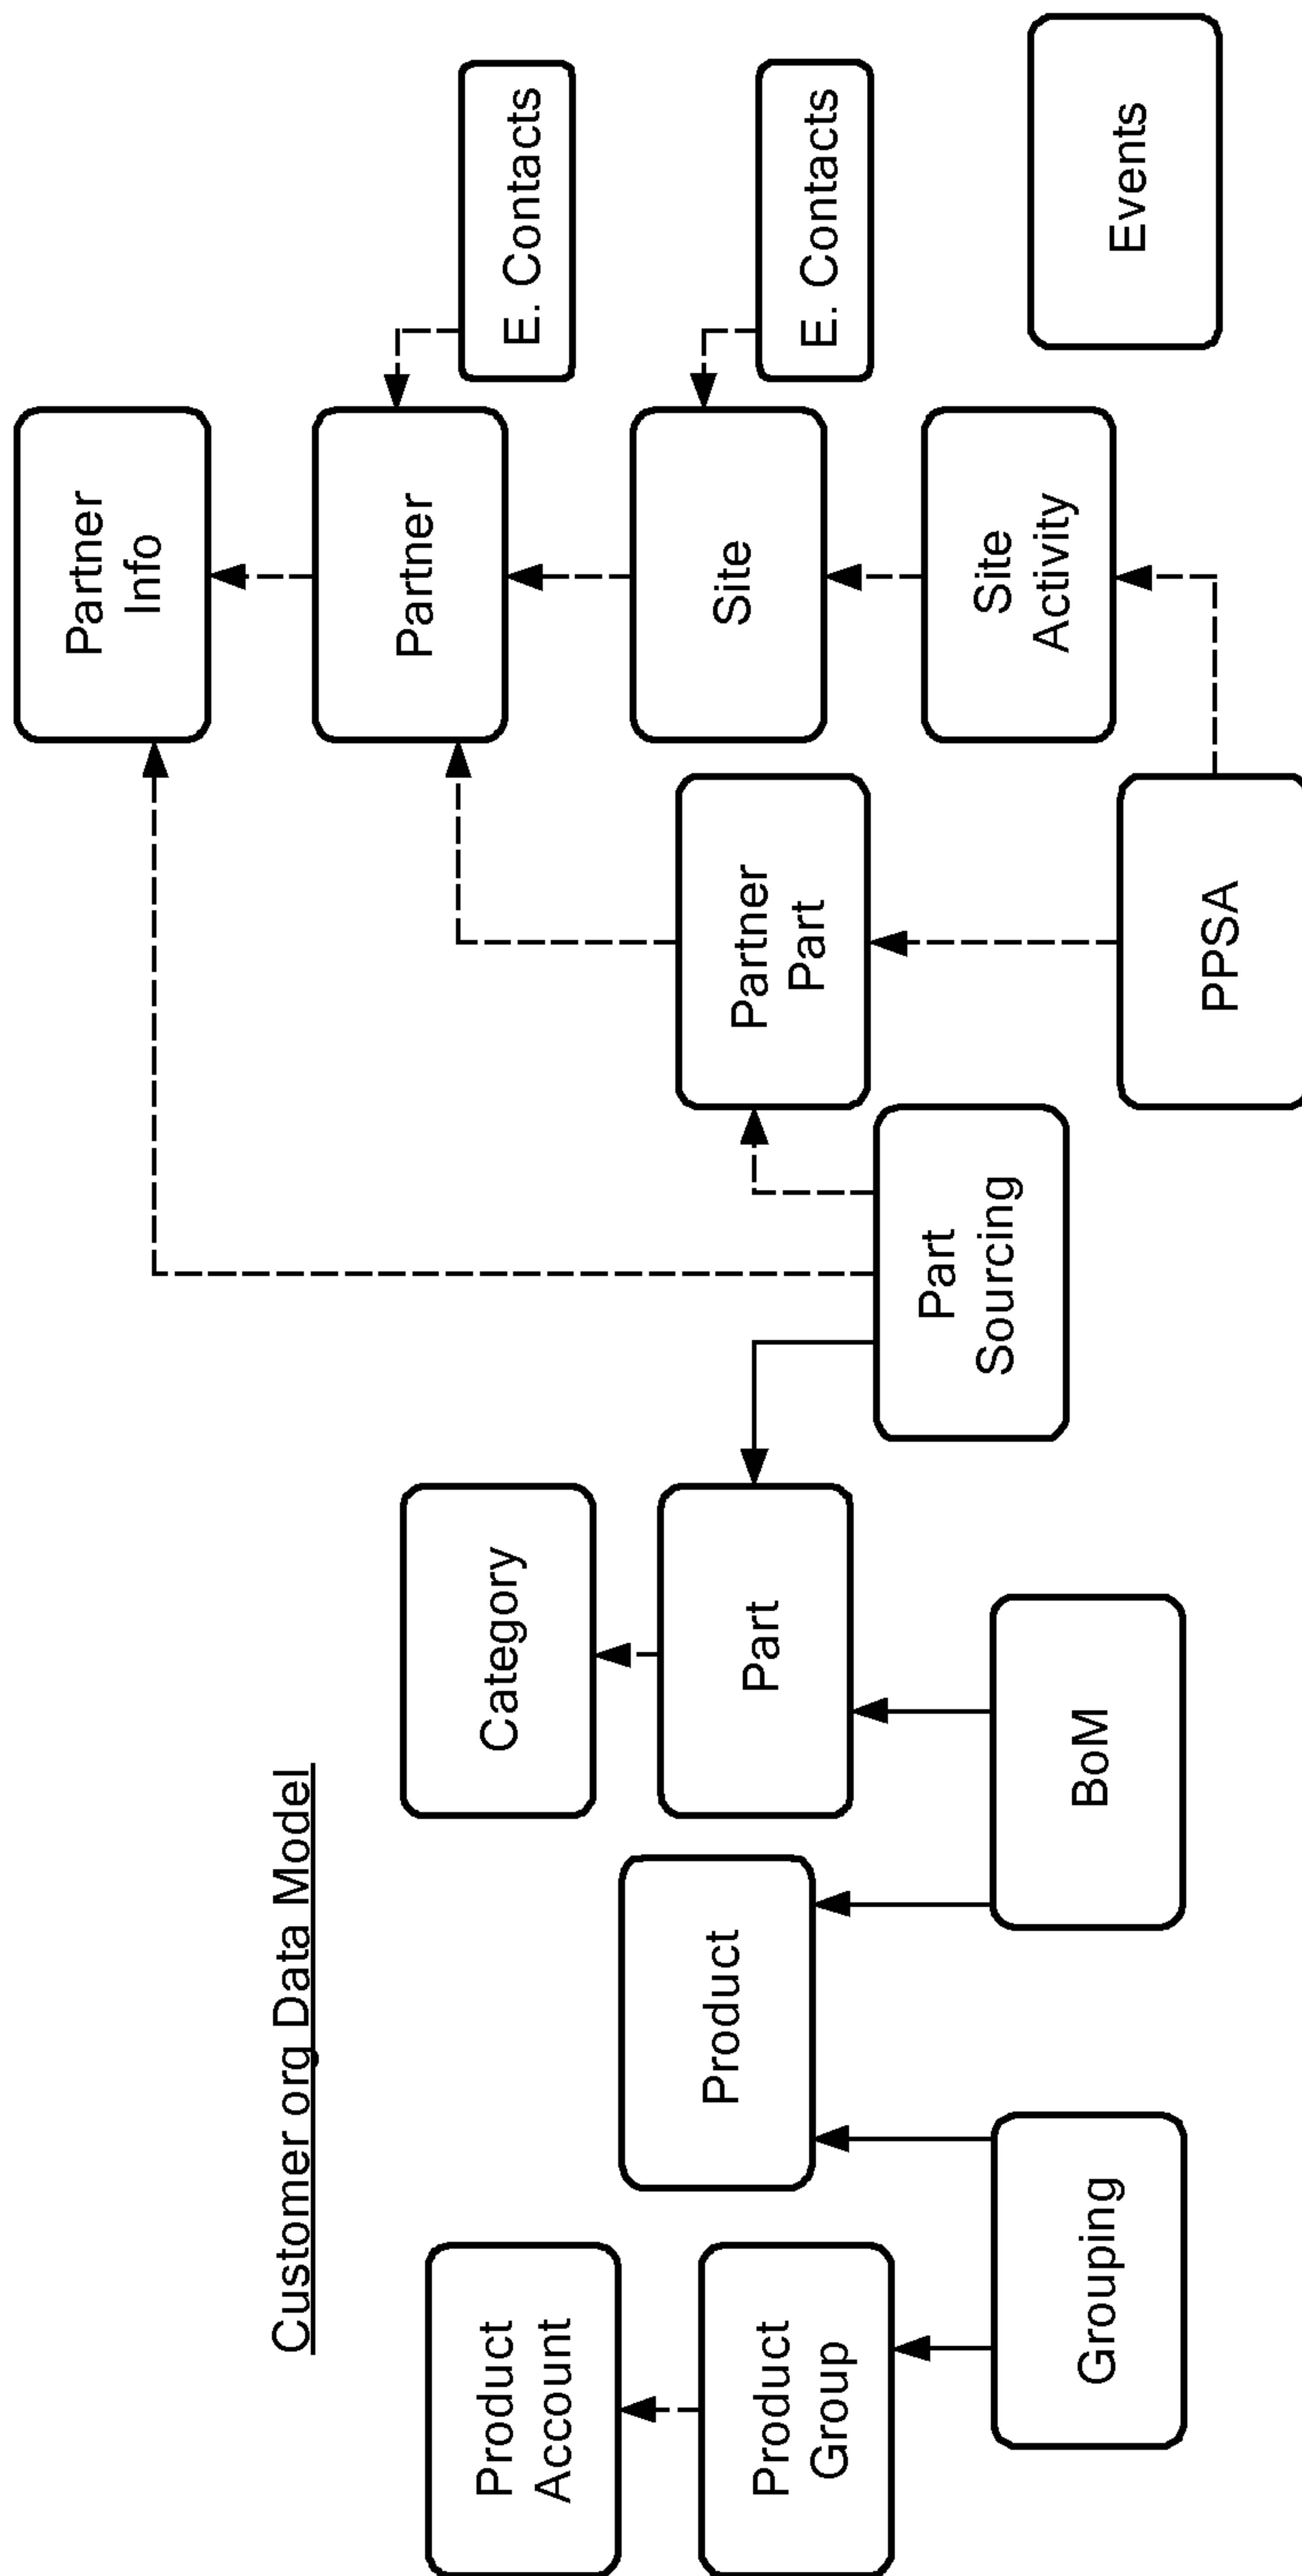 Customer org Data Model
Product
Account
Product
Group
Grouping
Product
Category
Part
BoM
Part
Sourcing
Partner
Part
PPSA
Partner
Info
Partner
Site
Site
Activity
E. Contacts
E. Contacts
Events